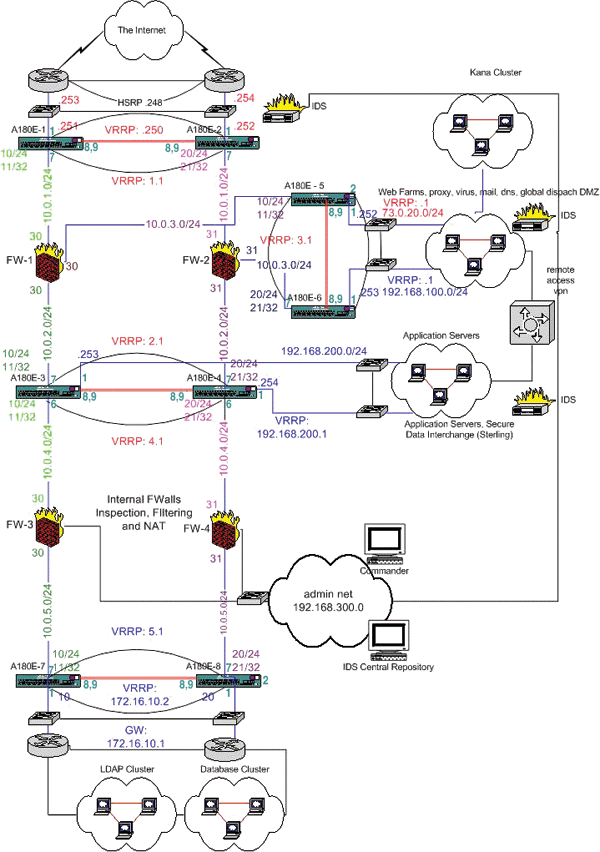 The Internet
Kana Cluster
.253
HSRP .248
.254
IDS
A180E-1
.251
1
VRRP: .250
A180E-2
1
.252
8,9
8,9
10/24
11/32
7
20/24
21/32
7
VRRP: 1.1
10.0.1.0/24
10.0.1.0/24
A180E - 5
2
10/24
11/32
8,9
1
.252
Web Farms, proxy, virus, mail, dns, global dispach DMZ
VRRP: .1
73.0.20.0/24
IDS
10.0.3.0/24
30
31
VRRP: 3.1
FW-1
30
FW-2
31
10.0.3.0/24
30
31
20/24
21/32
7
A180E-6
8,9
1
.253
VRRP: .1
192.168.100.0/24
remote
access
vpn
10.0.2.0/24
10.0.2.0/24
Application Servers
VRRP: 2.1
10/24
11/32
.253
192.168.200.0/24
20/24
21/32
A180E-3
7
1
A180E-4
7
1
.254
8,9
8,9
10/24
11/32
6
20/24
21/32
6
IDS
VRRP:
192.168.200.1
Application Servers, Secure
Data Interchange (Sterling)
VRRP: 4.1
10.0.4.0/24
10.0.4.0/24
30
31
Internal FWalls
Inspection, FIltering
and NAT
FW-3
FW-4
30
31
Commander
admin net
192.168.300.0
10.0.5.0/24
10.0.5.0/24
VRRP: 5.1
IDS Central Repository
10/24
11/32
20/24
21/32
A180E-7
7
A180E-8
7
8,9
8,9
2
1
10
VRRP:
172.16.10.2
20
1
GW:
172.16.10.1
LDAP Cluster
Database Cluster